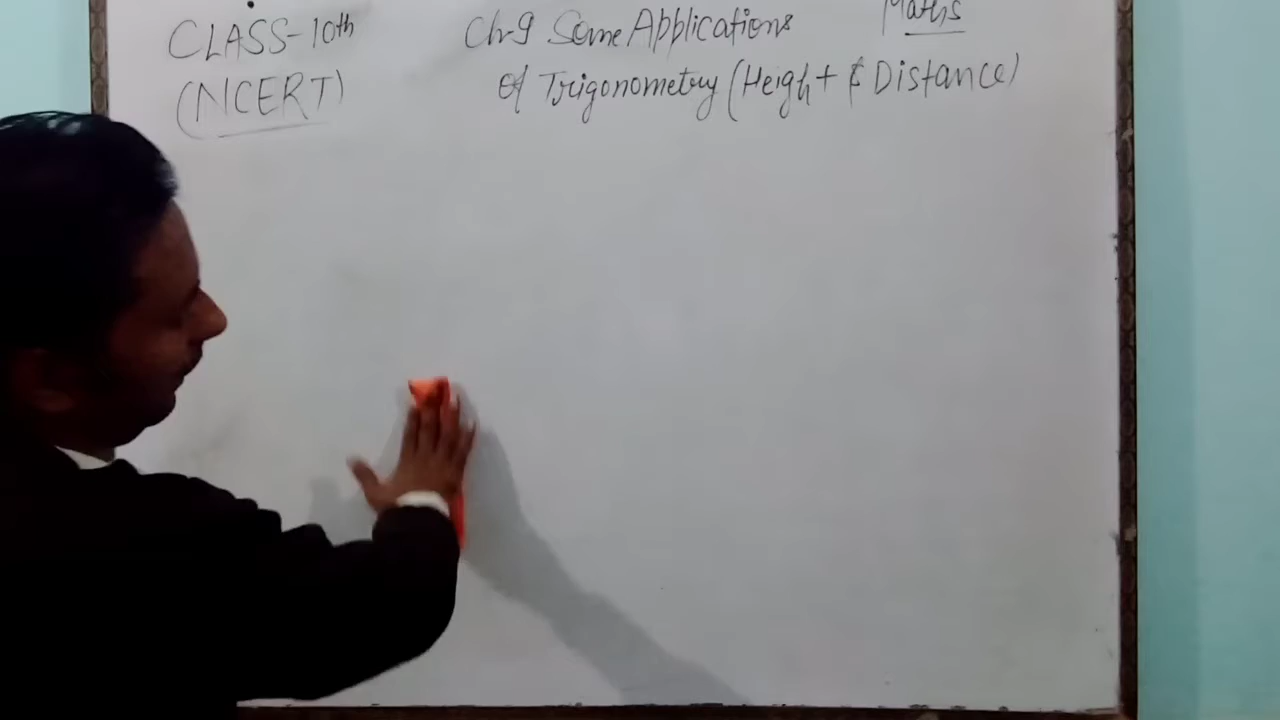 CLASS-10th
(NCERT)
Ch-9 Some Applications
Of Trigonometry (Height & Distance)
Maths